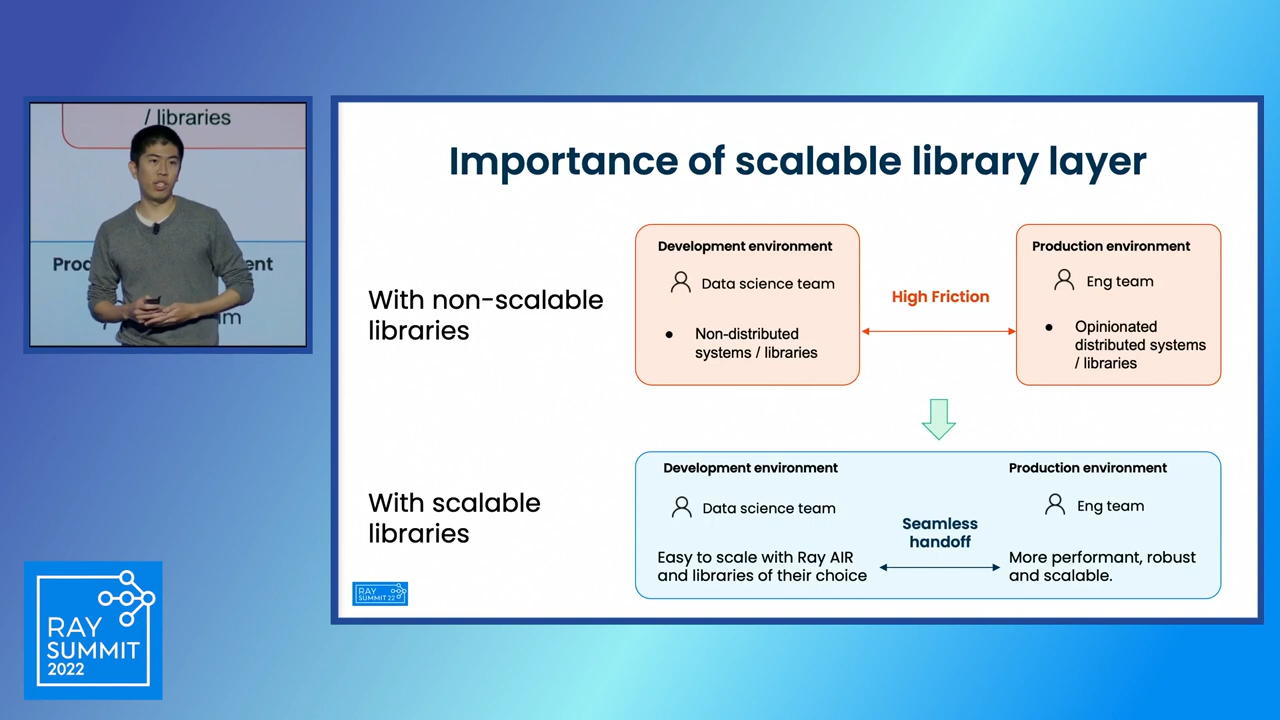 / libraries
Prod
ent
m
RAY
SUMMIT
2022
Importance of scalable library layer
With non-scalable
libraries
Development environment
Data science team
● Non-distributed
systems / libraries
High Friction
Production environment
Eng team
● Opinionated
distributed systems
/ libraries
With scalable
libraries
Development environment
Data science team
Easy to scale with Ray AIR
and libraries of their choice
Seamless
handoff
Production environment
Eng team
More performant, robust
and scalable.
RAY
SUMMIT 22